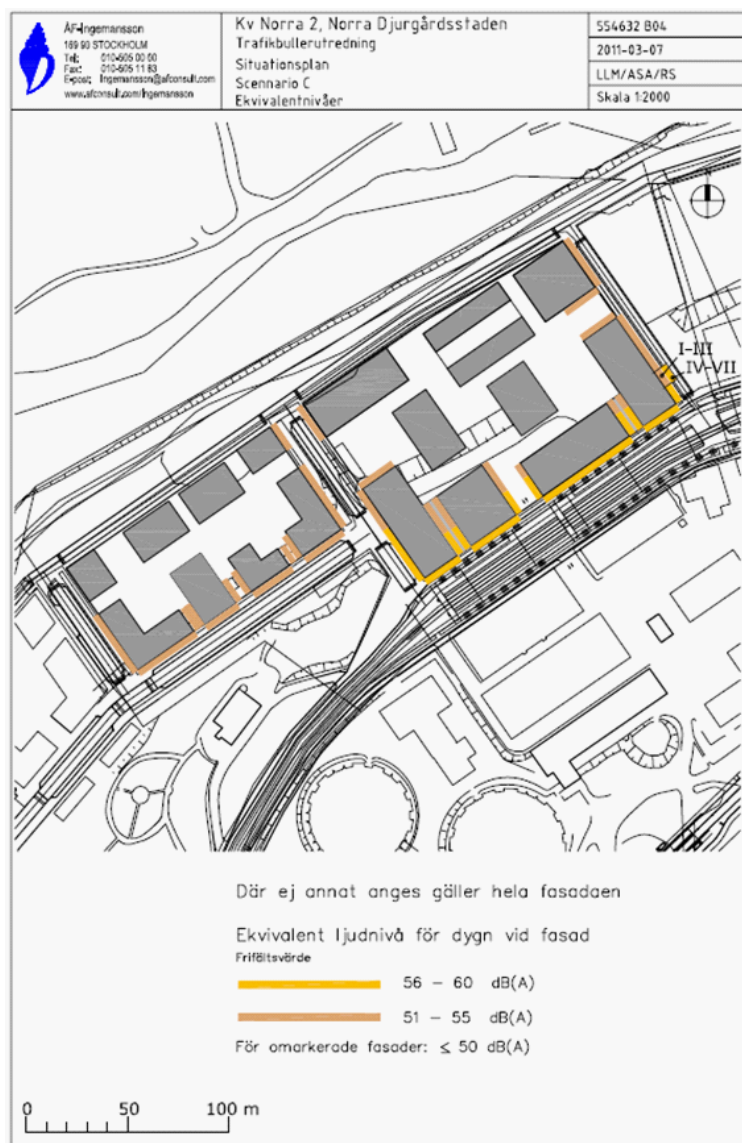 ÅF-Ingemansson
169 90 STOCKHOLM
Tel: 010-505 00 00
Fax: 010-505 11 83
E-post: Ingemansson@afconsult.com
www.afconsult.com/ingemansson
Kv Norra 2, Norra Djurgårdsstaden
Trafikbullerutredning
Situationsplan
Scennario C
Ekvivalentnivåer
554632 B04
2011-03-07
LLM/ASA/RS
Skala 1:2000
I-III
IV-VII
Där ej annat anges gäller hela fasadaen
Ekvivalent ljudnivå för dygn vid fasad
Frifältsvärde
56 - 60 dB(A)
51 - 55 dB(A)
För omarkerade fasader: ≤ 50 dB(A)
0 50 100 m